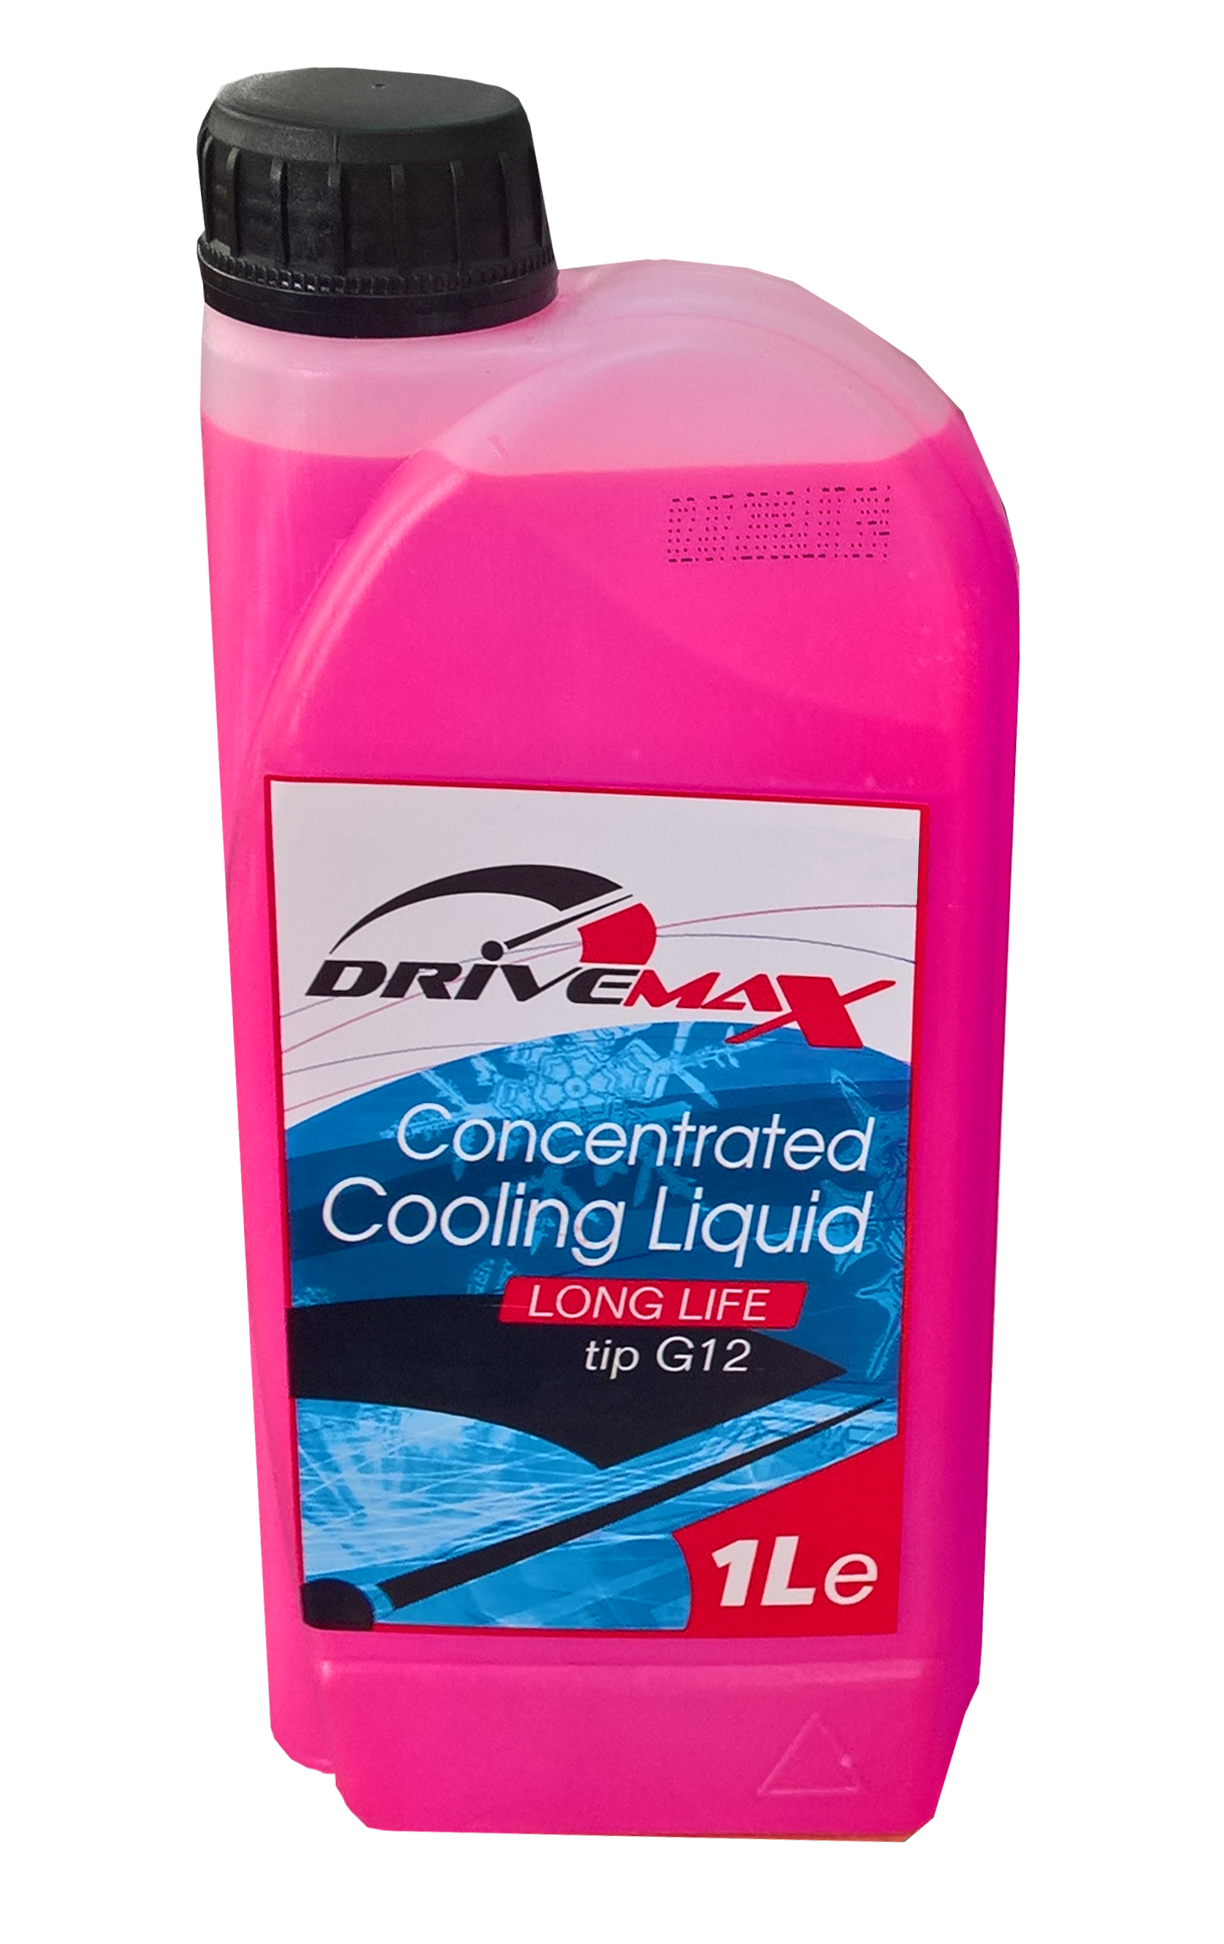 DRiVEMAX
Concentrated
Cooling Liquid
LONG LIFE
tip G12
1Le